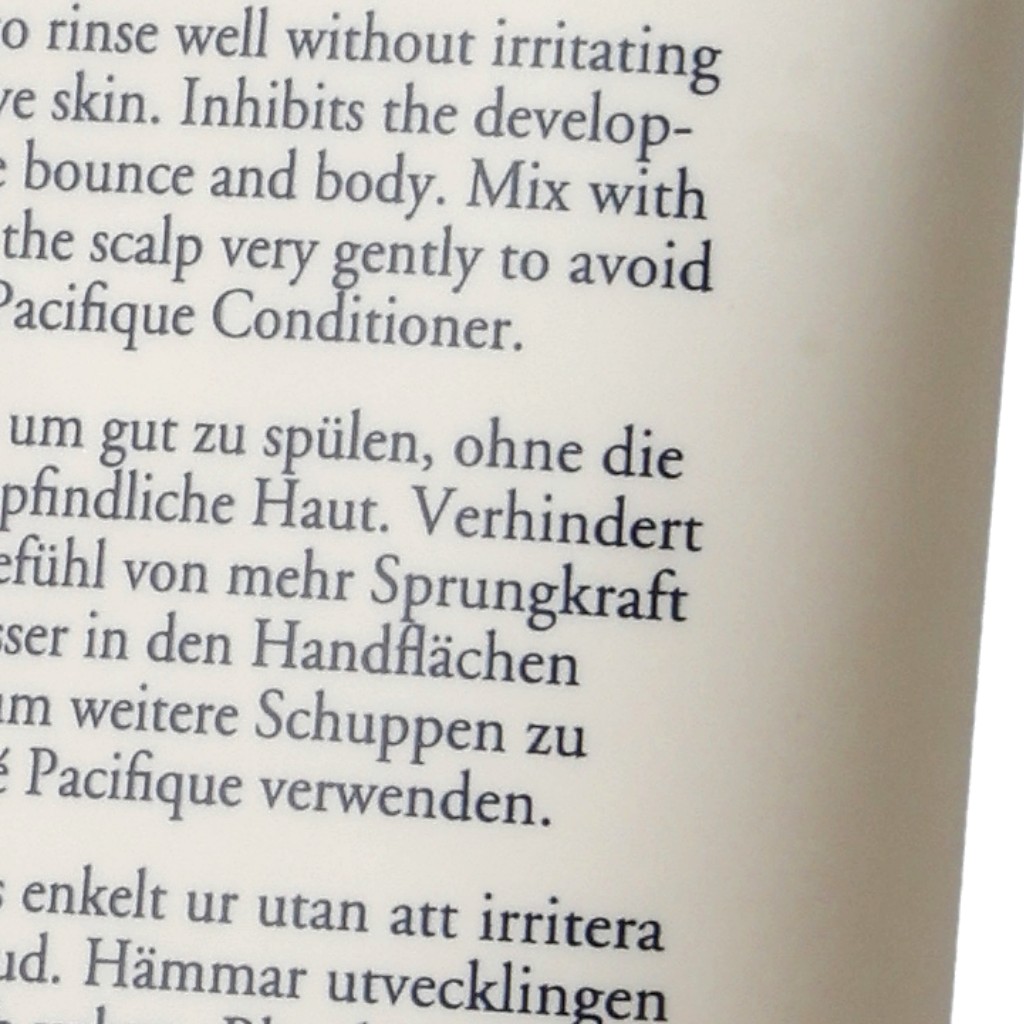 rinse well without irritating
skin. Inhibits the develop-
bounce and body. Mix with
the scalp very gently to avoid
Pacifique Conditioner.
um gut zu spülen, ohne die
pfindliche Haut. Verhindert
efühl von mehr Sprungkraft
sser in den Handflächen
weitere Schuppen zu
Pacifique verwenden.
enkelt ur utan att irritera
ud. Hämmar utvecklingen